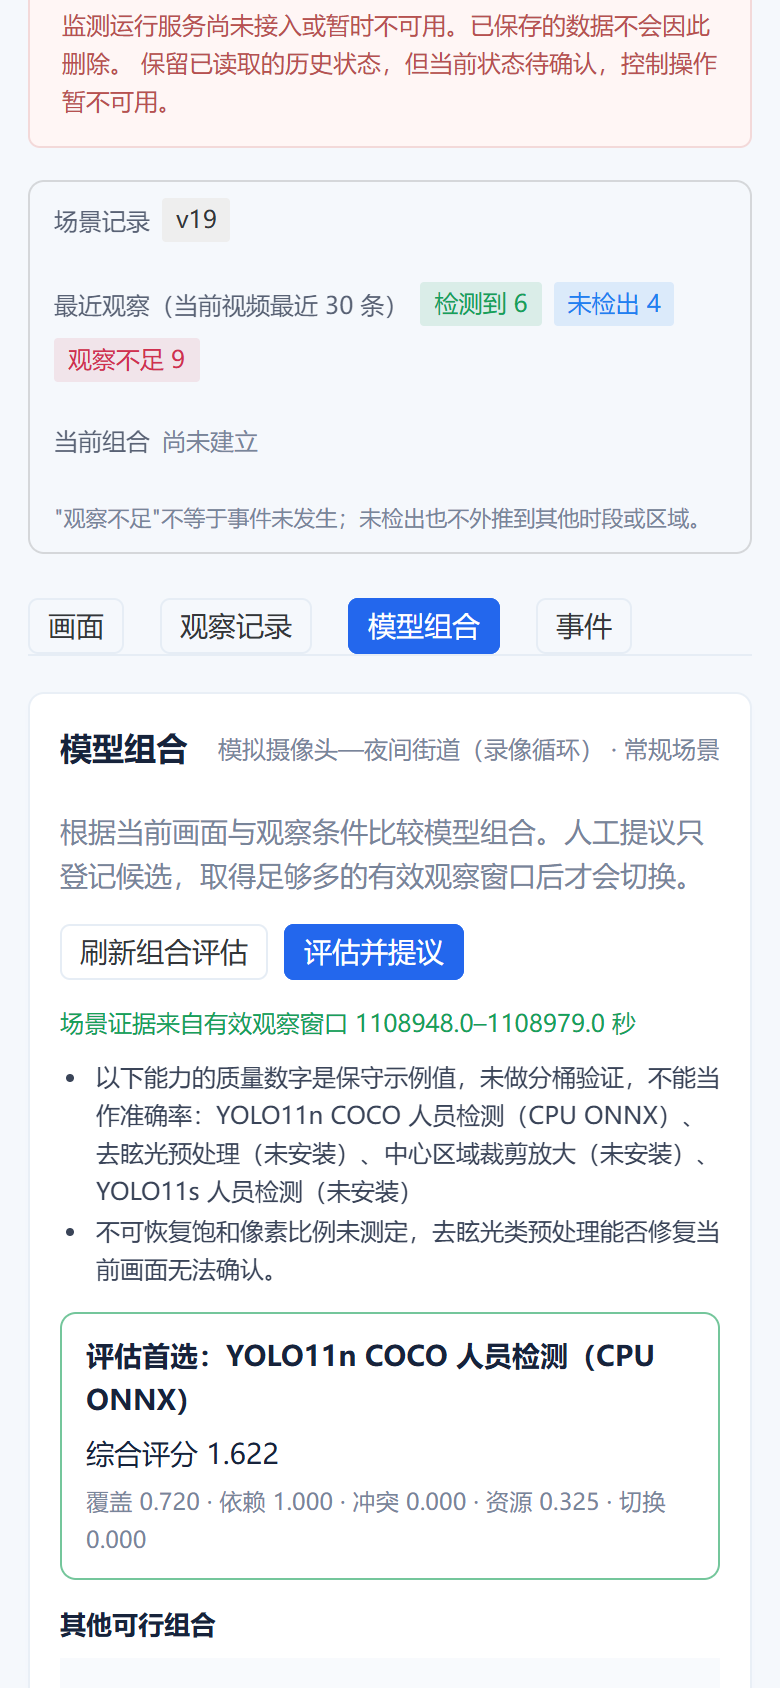 监测运行服务尚未接入或暂时不可用。已保存的数据不会因此
删除。 保留已读取的历史状态，但当前状态待确认，控制操作
暂不可用。
场景记录 v19
最近观察（当前视频最近 30 条） 检测到 6 未检出 4
观察不足 9
当前组合 尚未建立
"观察不足"不等于事件未发生；未检出也不外推到其他时段或区域。
画面 观察记录 模型组合 事件
模型组合 模拟摄像头—夜间街道（录像循环） · 常规场景
根据当前画面与观察条件比较模型组合。人工提议只
登记候选，取得足够多的有效观察窗口后才会切换。
刷新组合评估 评估并提议
场景证据来自有效观察窗口 1108948.0–1108979.0 秒
• 以下能力的质量数字是保守示例值，未做分桶验证，不能当
作准确率：YOLO11n COCO 人员检测（CPU ONNX）、
去眩光预处理（未安装）、中心区域裁剪放大（未安装）、
YOLO11s 人员检测（未安装）
• 不可恢复饱和像素比例未测定，去眩光类预处理能否修复当
前画面无法确认。
评估首选：YOLO11n COCO 人员检测（CPU
ONNX）
综合评分 1.622
覆盖 0.720 · 依赖 1.000 · 冲突 0.000 · 资源 0.325 · 切换
0.000
其他可行组合